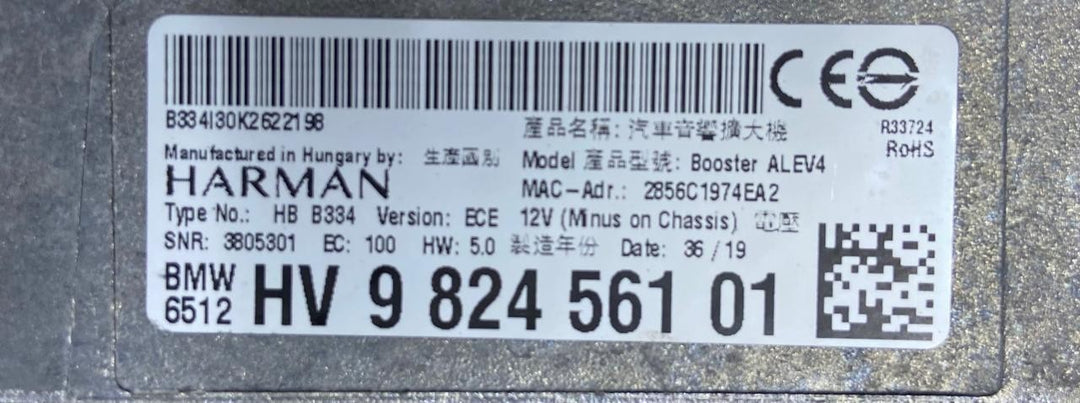 CE
B334I30K2622198
產品名稱: 汽車音響擴大機
R33724
RoHS
Manufactured in Hungary by: 生產國別
Model 產品型號: Booster ALEV4
HARMAN
MAC-Adr.: 2856C1974EA2
Type No.: HB B334 Version: ECE 12V (Minus on Chassis) 電壓
SNR: 3805301 EC: 100 HW: 5.0 製造年份 Date: 36 / 19
BMW
6512 HV 9 824 561 01